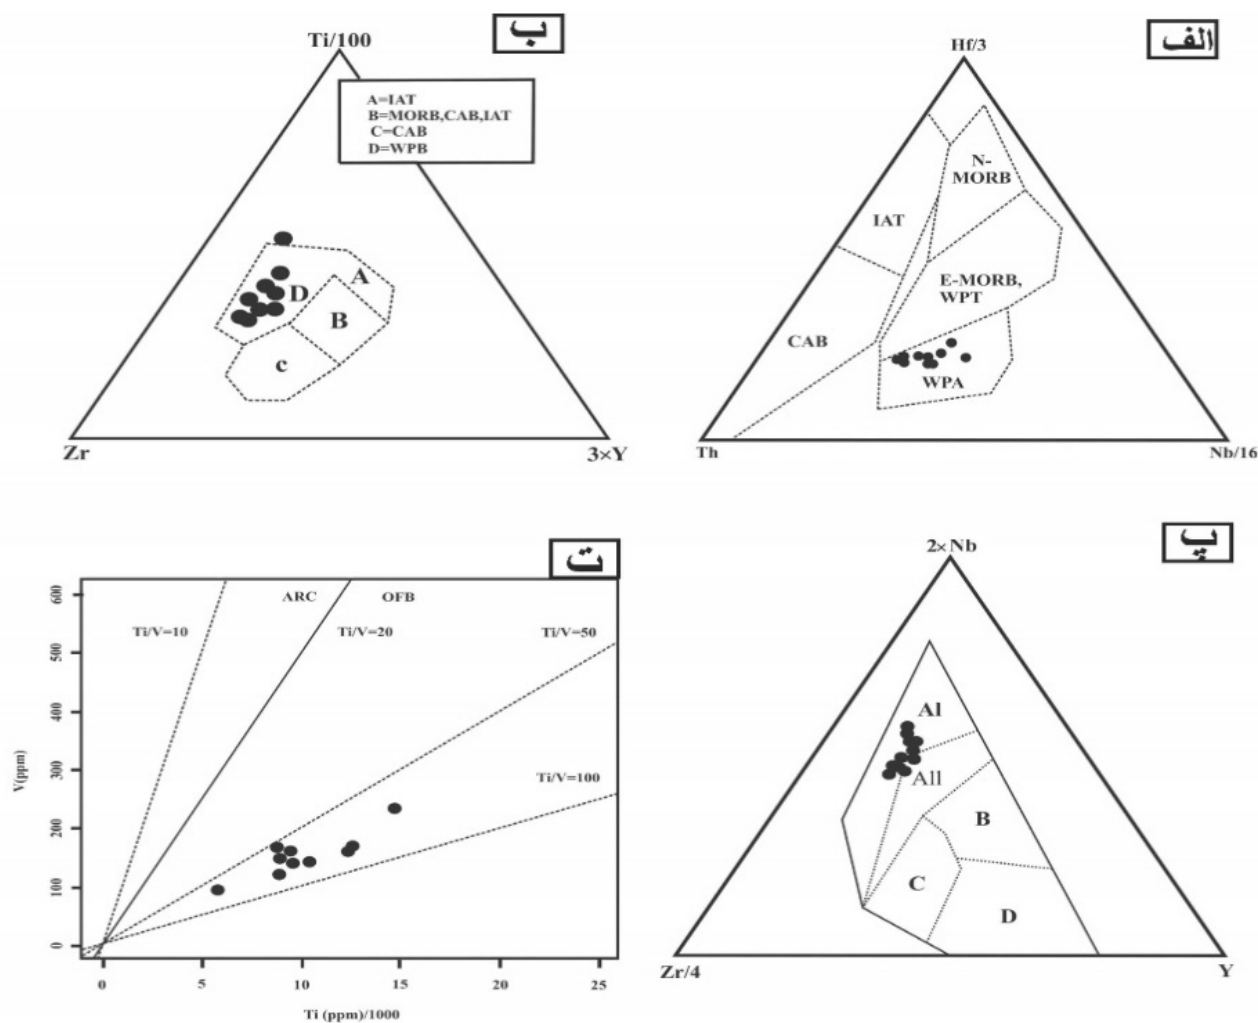 الف
Hf/3
N-
MORB
IAT
E-MORB,
WPT
CAB
WPA
Th
Nb/16
ب
Ti/100
A=IAT
B=MORB,CAB,IAT
C=CAB
D=WPB
A
D
B
c
Zr
3×Y
پ
2×Nb
AI
AII
B
C
D
Zr/4
Y
ت
ARC
OFB
Ti/V=10
Ti/V=20
Ti/V=50
Ti/V=100
V(ppm)
600
500
400
300
200
100
0
0 5 10 15 20 25
Ti (ppm)/1000